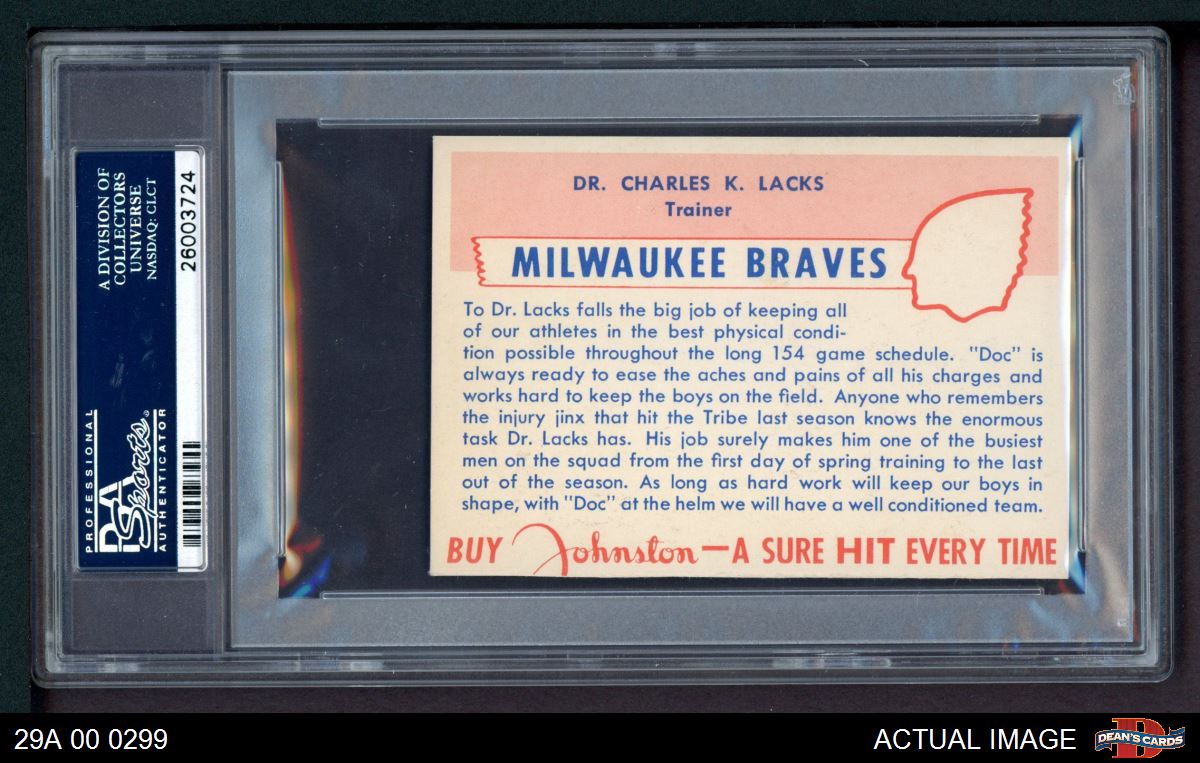 A DIVISION OF
COLLECTORS
UNIVERSE
NASDAQ: CLCT
26003724
PROFESSIONAL
PSA
Sports®
AUTHENTICATOR
DR. CHARLES K. LACKS
Trainer
MILWAUKEE BRAVES
To Dr. Lacks falls the big job of keeping all
of our athletes in the best physical condi-
tion possible throughout the long 154 game schedule. "Doc" is
always ready to ease the aches and pains of all his charges and
works hard to keep the boys on the field. Anyone who remembers
the injury jinx that hit the Tribe last season knows the enormous
task Dr. Lacks has. His job surely makes him one of the busiest
men on the squad from the first day of spring training to the last
out of the season. As long as hard work will keep our boys in
shape, with "Doc" at the helm we will have a well conditioned team.
BUY Johnston—A SURE HIT EVERY TIME
29A 00 0299
ACTUAL IMAGE
DEAN'S CARDS